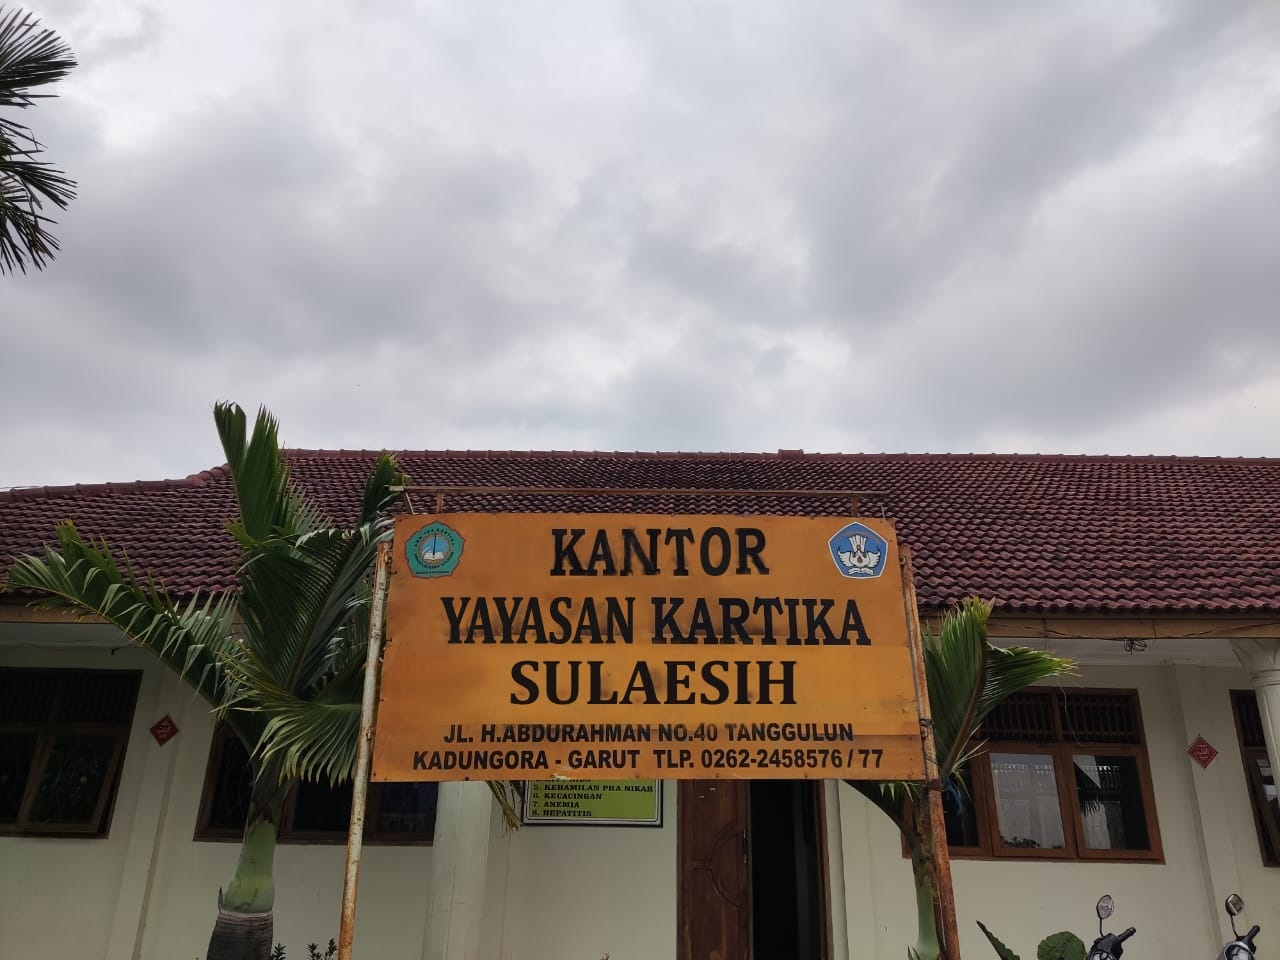 KANTOR
YAYASAN KARTIKA
SULAESIH
JL. H.ABDURAHMAN NO.40 TANGGULUN
KADUNGORA - GARUT TLP. 0262-2458576 / 77
5. KEHAMILAN PRA NIKAH
6. KECACINGAN
7. ANEMIA
8. HEPATITIS